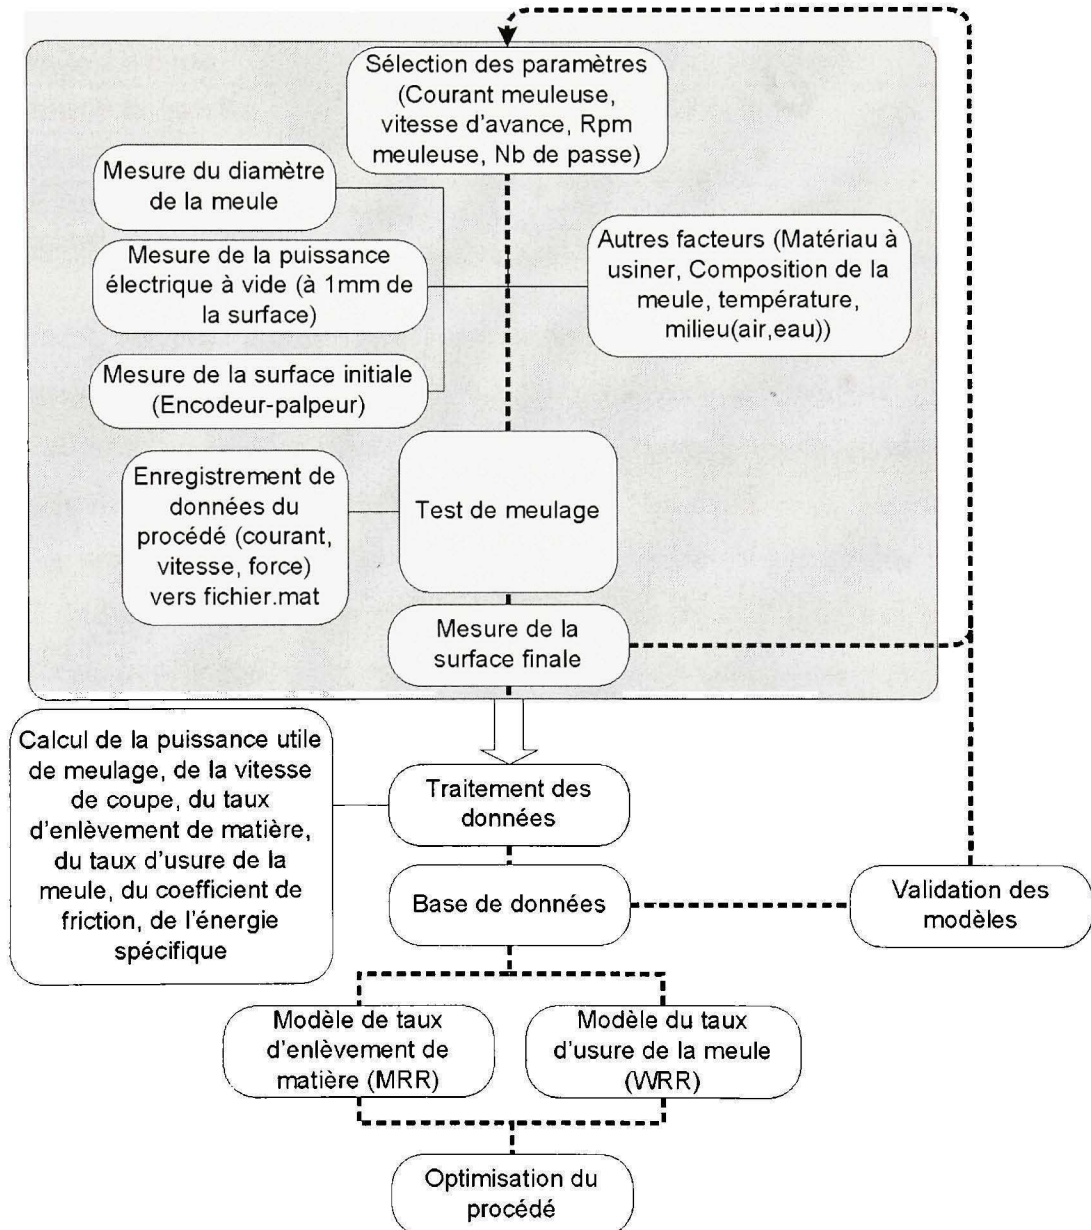 Sélection des paramètres
(Courant meuleuse,
vitesse d'avance, Rpm
meuleuse, Nb de passe)
Mesure du diamètre
de la meule
Mesure de la puissance
électrique à vide (à 1mm de
la surface)
Autres facteurs (Matériau à
usiner, Composition de la
meule, température,
milieu(air,eau))
Mesure de la surface initiale
(Encodeur-palpeur)
Enregistrement de
données du
procédé (courant,
vitesse, force)
vers fichier.mat
Test de meulage
Mesure de la
surface finale
Calcul de la puissance utile
de meulage, de la vitesse
de coupe, du taux
d'enlèvement de matière,
du taux d'usure de la
meule, du coefficient de
friction, de l'énergie
spécifique
Traitement des
données
Base de données
Validation des
modèles
Modèle de taux
d'enlèvement de
matière (MRR)
Modèle du taux
d'usure de la meule
(WRR)
Optimisation du
procédé